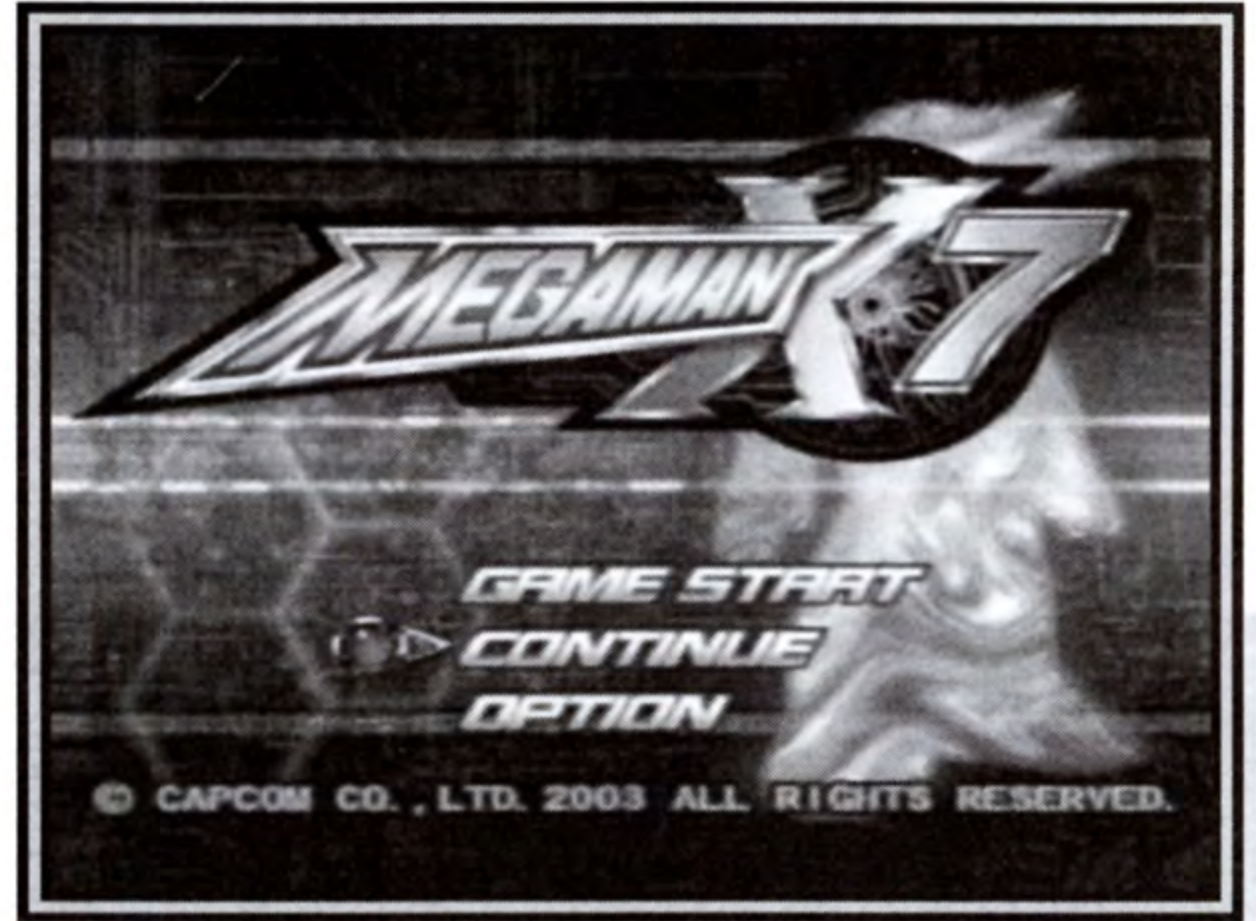 MEGAMAN X7
GAME START
CONTINUE
OPTION
© CAPCOM CO.,LTD. 2003 ALL RIGHTS RESERVED.